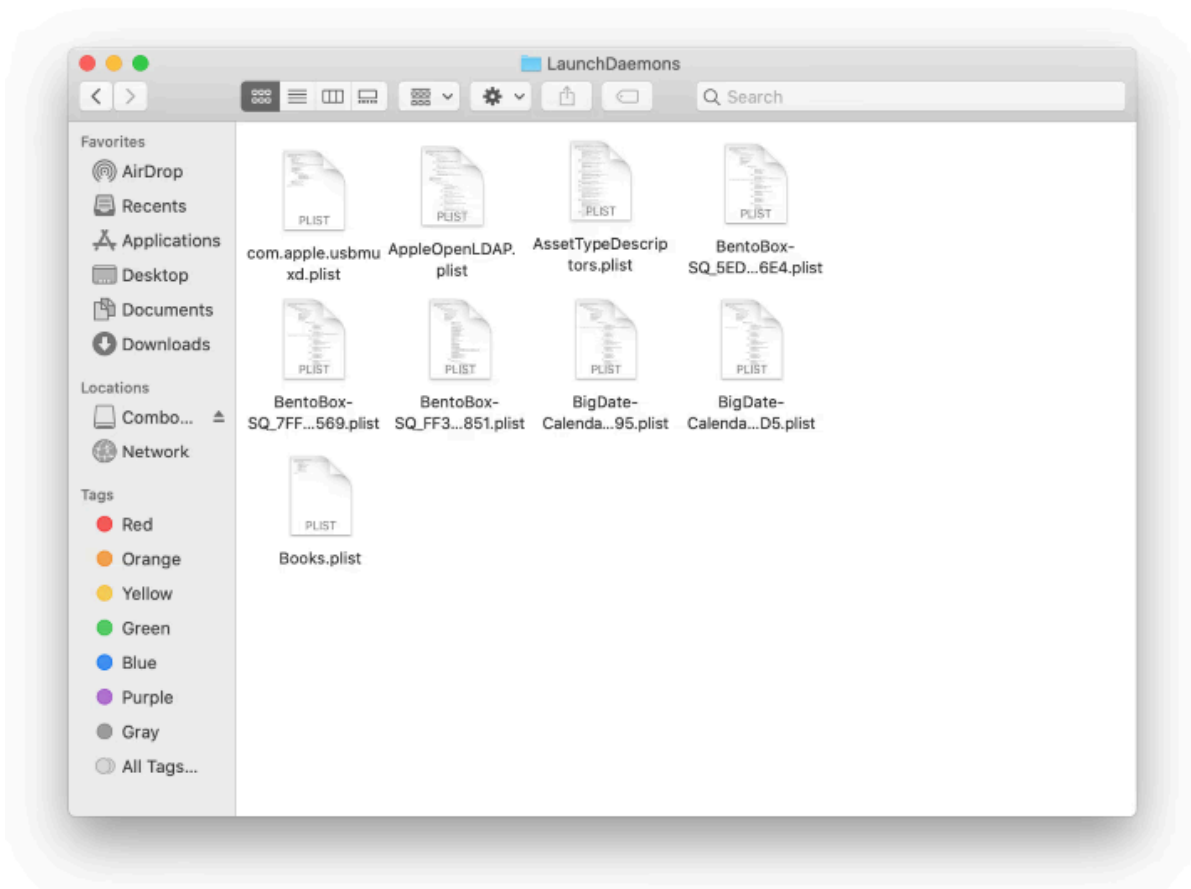 LaunchDaemons
Search
Favorites
AirDrop
Recents
Applications
Desktop
Documents
Downloads
Locations
Combo...
Network
Tags
Red
Orange
Yellow
Green
Blue
Purple
Gray
All Tags...
PLIST
com.apple.usbmu
xd.plist
PLIST
AppleOpenLDAP.
plist
PLIST
AssetTypeDescrip
tors.plist
PLIST
BentoBox-
SQ_5ED...6E4.plist
PLIST
BentoBox-
SQ_7FF...569.plist
PLIST
BentoBox-
SQ_FF3...851.plist
PLIST
BigDate-
Calenda...95.plist
PLIST
BigDate-
Calenda...D5.plist
PLIST
Books.plist